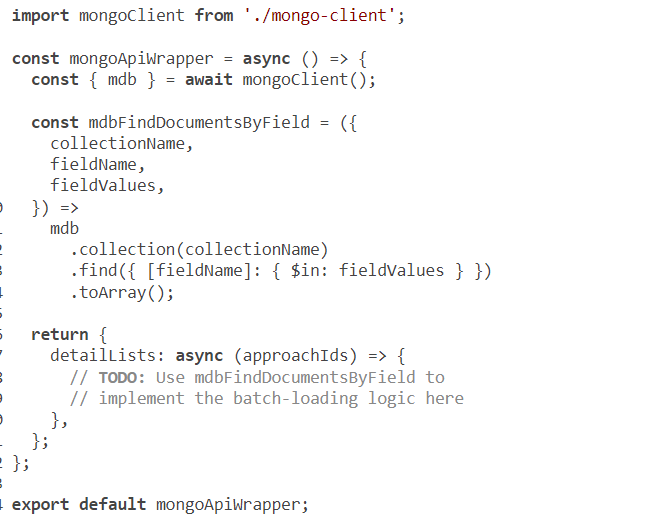 import mongoClient from './mongo-client';
const mongoApiWrapper = async () => {
const { mdb } = await mongoClient();
const mdbFindDocumentsByField = ({
collectionName,
fieldName,
fieldValues,
}) =>
mdb
.collection(collectionName)
.find({ [fieldName]: { $in: fieldValues } })
.toArray();
return {
detailLists: async (approachIds) => {
// TODO: Use mdbFindDocumentsByField to
// implement the batch-loading logic here
},
};
};
export default mongoApiWrapper;